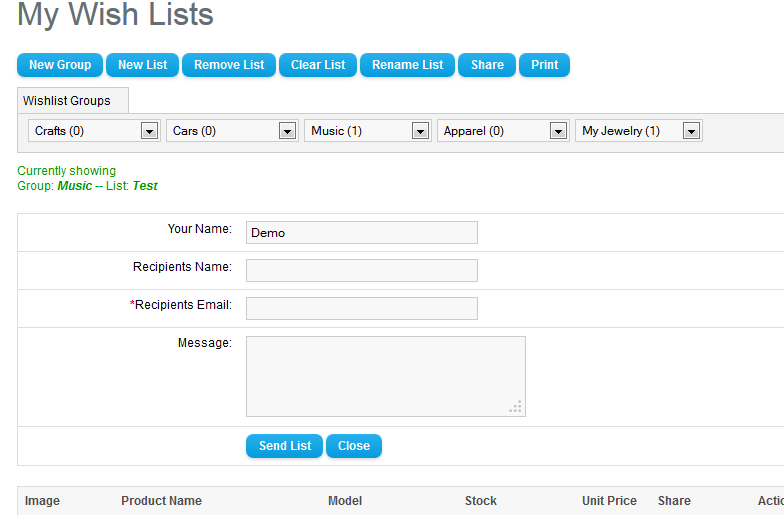 My Wish Lists
New Group New List Remove List Clear List Rename List Share Print
Wishlist Groups
Crafts (0) Cars (0) Music (1) Apparel (0) My Jewelry (1)
Currently showing
Group: Music -- List: Test
Your Name: Demo
Recipients Name:
*Recipients Email:
Message:
Send List Close
Image Product Name Model Stock Unit Price Share